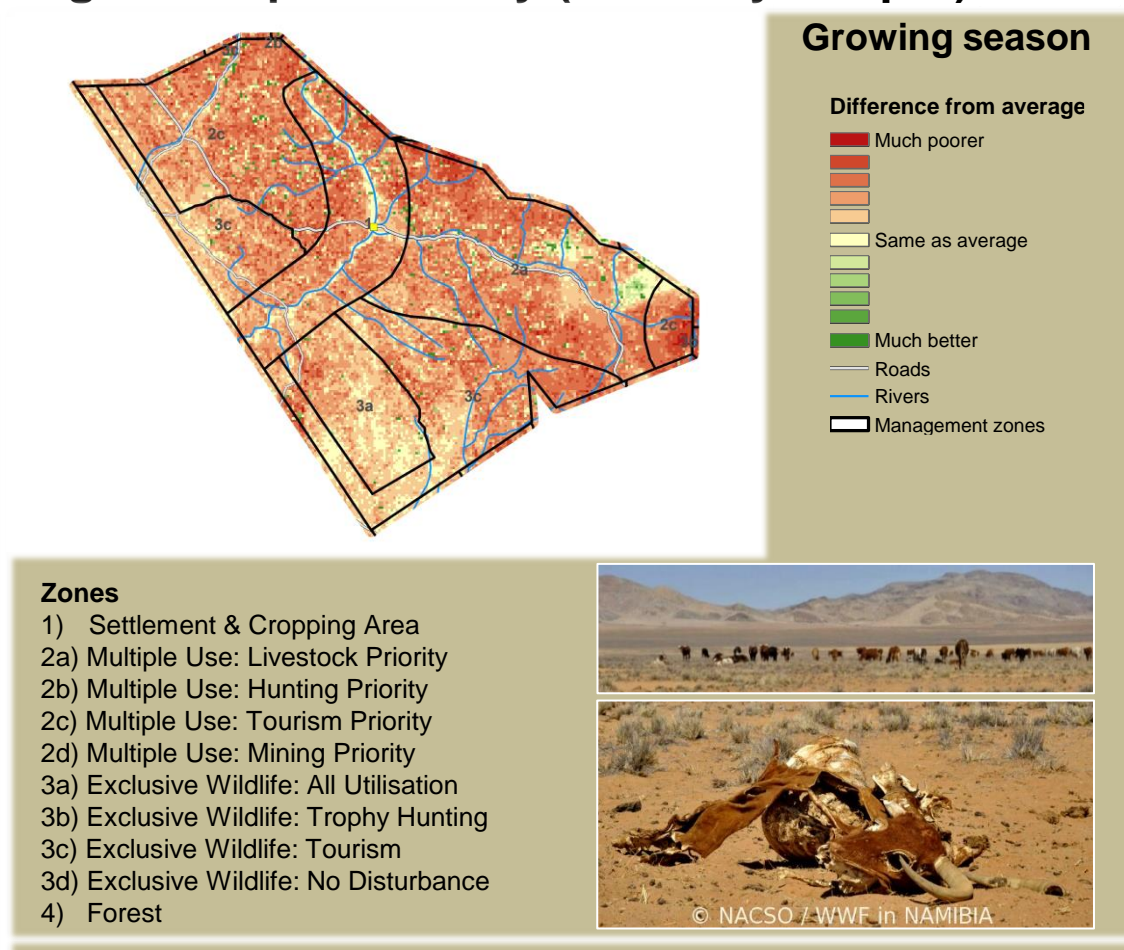 Growing season
Difference from average
Much poorer
Same as average
Much better
Roads
Rivers
Management zones
2b
2c
3c
1
2a
2c
3a
3c
Zones
1) Settlement & Cropping Area
2a) Multiple Use: Livestock Priority
2b) Multiple Use: Hunting Priority
2c) Multiple Use: Tourism Priority
2d) Multiple Use: Mining Priority
3a) Exclusive Wildlife: All Utilisation
3b) Exclusive Wildlife: Trophy Hunting
3c) Exclusive Wildlife: Tourism
3d) Exclusive Wildlife: No Disturbance
4) Forest
© NACSO / WWF in NAMIBIA